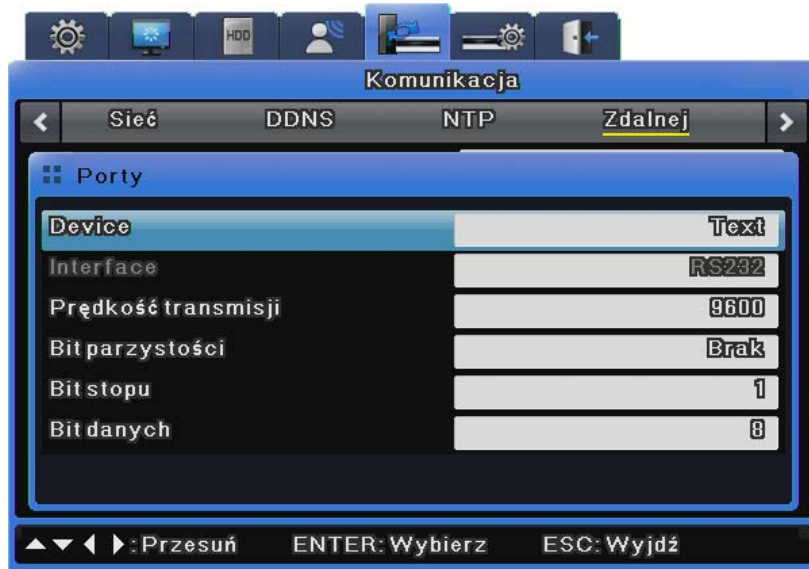 HDD
Komunikacja
Sieć DDNS NTP Zdalnej
Porty
Device Text
Interface RS232
Prędkość transmisji 9600
Bit parzystości Brak
Bit stopu 1
Bit danych 8
:Przesuń ENTER:Wybierz ESC:Wyjdź